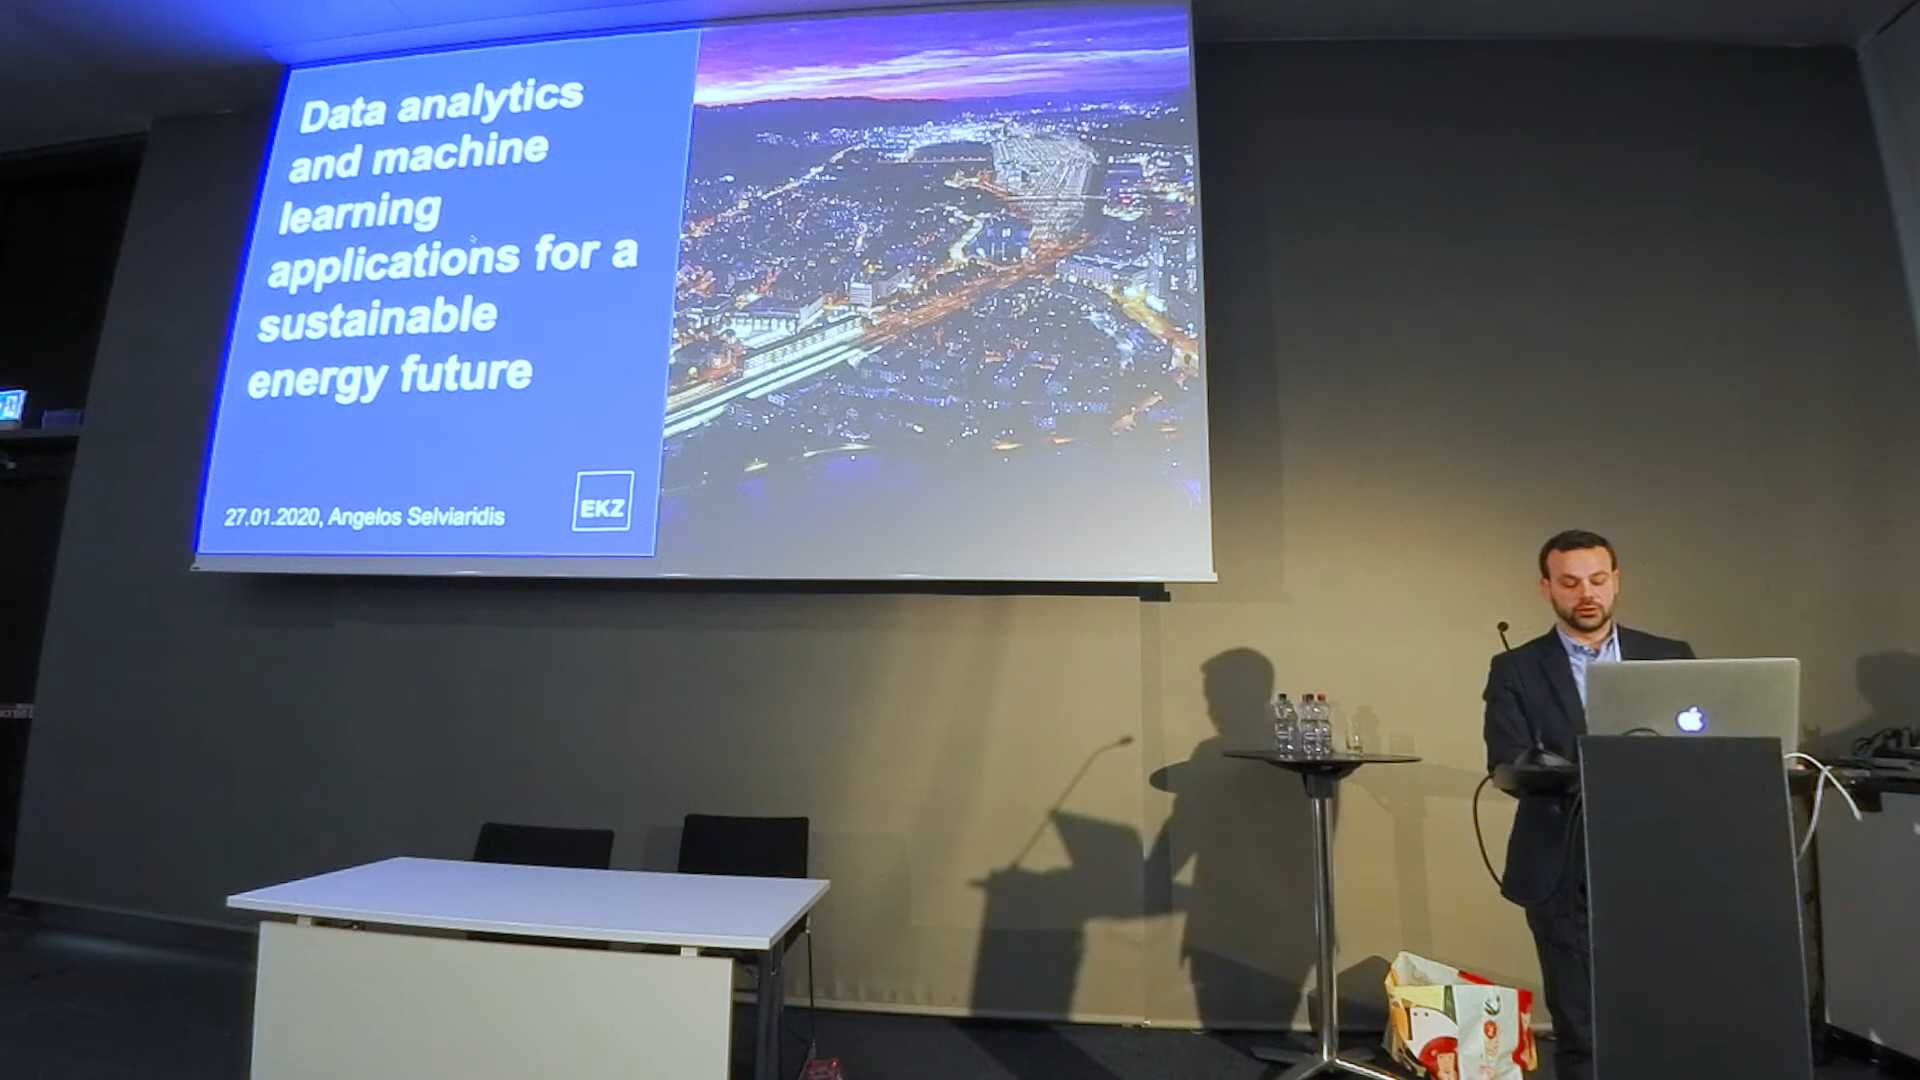 Data analytics
and machine
learning
applications for a
sustainable
energy future
27.01.2020, Angelos Selviaridis
EKZ